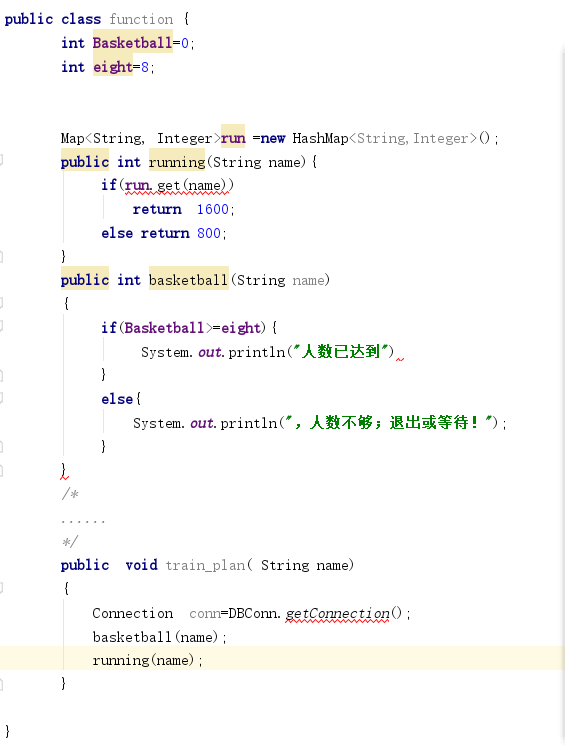 public class function {
int Basketball=0;
int eight=8;
Map<String, Integer>run =new HashMap<String,Integer>();
public int running(String name){
if(run.get(name))
return  1600;
else return 800;
}
public int basketball(String name)
{
if(Basketball>=eight){
System.out.println("人数已达到")
}
else{
System.out.println("，人数不够；退出或等待！");
}
}
/*
......
*/
public  void train_plan( String name)
{
Connection  conn=DBConn.getConnection();
basketball(name);
running(name);
}
}